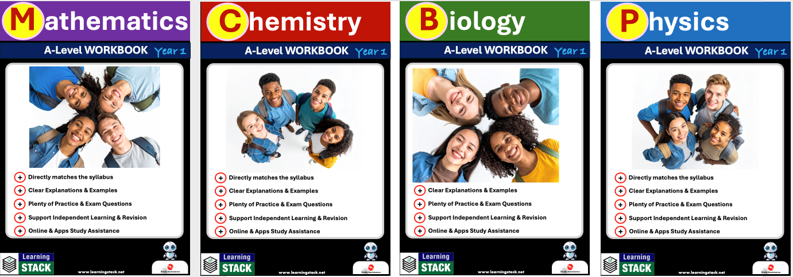 Mathematics
A-Level WORKBOOK Year 1
Directly matches the syllabus
Clear Explanations & Examples
Plenty of Practice & Exam Questions
Support Independent Learning & Revision
Online & Apps Study Assistance
Learning
STACK
www.learningstack.net
Chemistry
A-Level WORKBOOK Year 1
Directly matches the syllabus
Clear Explanations & Examples
Plenty of Practice & Exam Questions
Support Independent Learning & Revision
Online & Apps Study Assistance
Learning
STACK
www.learningstack.net
Biology
A-Level WORKBOOK Year 1
Clear Explanations & Examples
Plenty of Practice & Exam Questions
Support Independent Learning & Revision
Online & Apps Study Assistance
Learning
STACK
www.learningstack.net
Physics
A-Level WORKBOOK Year 1
Directly matches the syllabus
Clear Explanations & Examples
Plenty of Practice & Exam Questions
Support Independent Learning & Revision
Online & Apps Study Assistance
Learning
STACK
www.learningstack.net